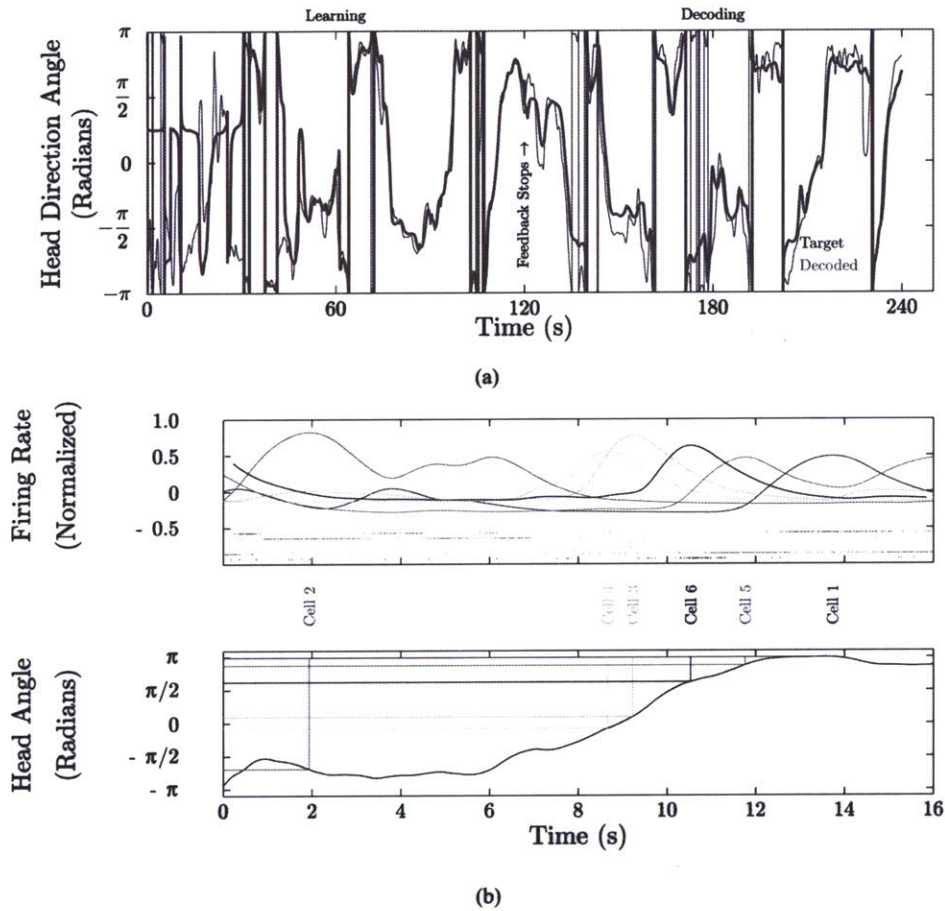 Learning
Decoding
Head Direction Angle
(Radians)
π
π/2
0
-π/2
-π
Feedback Stops →
Target
Decoded
0
60
120
180
240
Time (s)
(a)
Firing Rate
(Normalized)
1.0
0.5
0
- 0.5
Cell 2
Cell 3
Cell 6
Cell 5
Cell 1
Head Angle
(Radians)
π
π/2
0
- π/2
- π
0
2
4
6
8
10
12
14
16
Time (s)
(b)